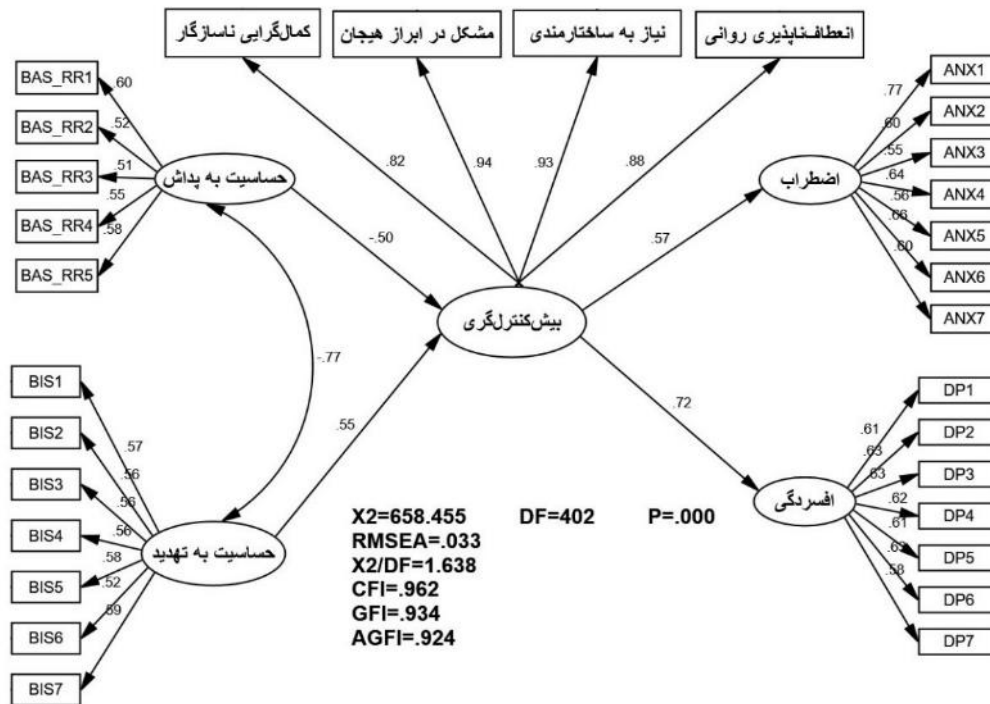 کمال‌گرایی ناسازگار
مشکل در ابراز هیجان
نیاز به ساختارمندی
انعطاف‌ناپذیری روانی
BAS_RR1
BAS_RR2
BAS_RR3
BAS_RR4
BAS_RR5
.60
.52
.51
.55
.58
حساسیت به پداش
.82
.94
.93
.88
اضطراب
.77
.60
.55
.64
.56
.66
.60
ANX1
ANX2
ANX3
ANX4
ANX5
ANX6
ANX7
-.50
.57
بیش‌کنترل‌گری
-.77
.55
.72
BIS1
BIS2
BIS3
BIS4
BIS5
BIS6
BIS7
.57
.56
.56
.56
.58
.52
.59
حساسیت به تهدید
افسردگی
.61
.63
.63
.62
.61
.63
.58
DP1
DP2
DP3
DP4
DP5
DP6
DP7
X2=658.455 DF=402 P=.000
RMSEA=.033
X2/DF=1.638
CFI=.962
GFI=.934
AGFI=.924